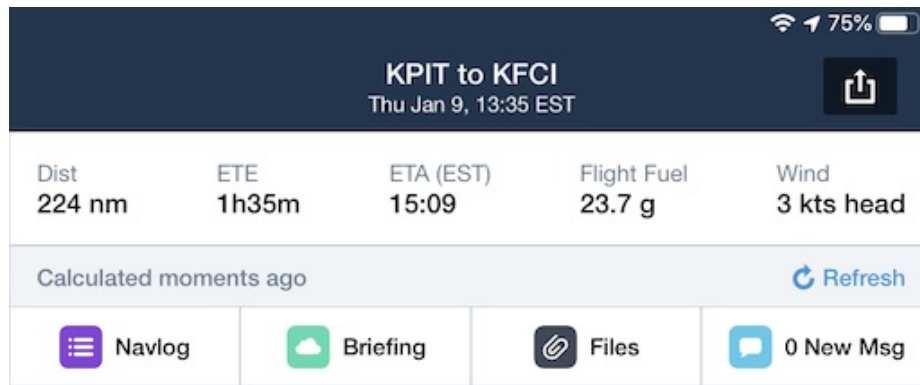 75%
KPIT to KFCI
Thu Jan 9, 13:35 EST
Dist ETE ETA (EST) Flight Fuel Wind
224 nm 1h35m 15:09 23.7 g 3 kts head
Calculated moments ago Refresh
Navlog Briefing Files 0 New Msg